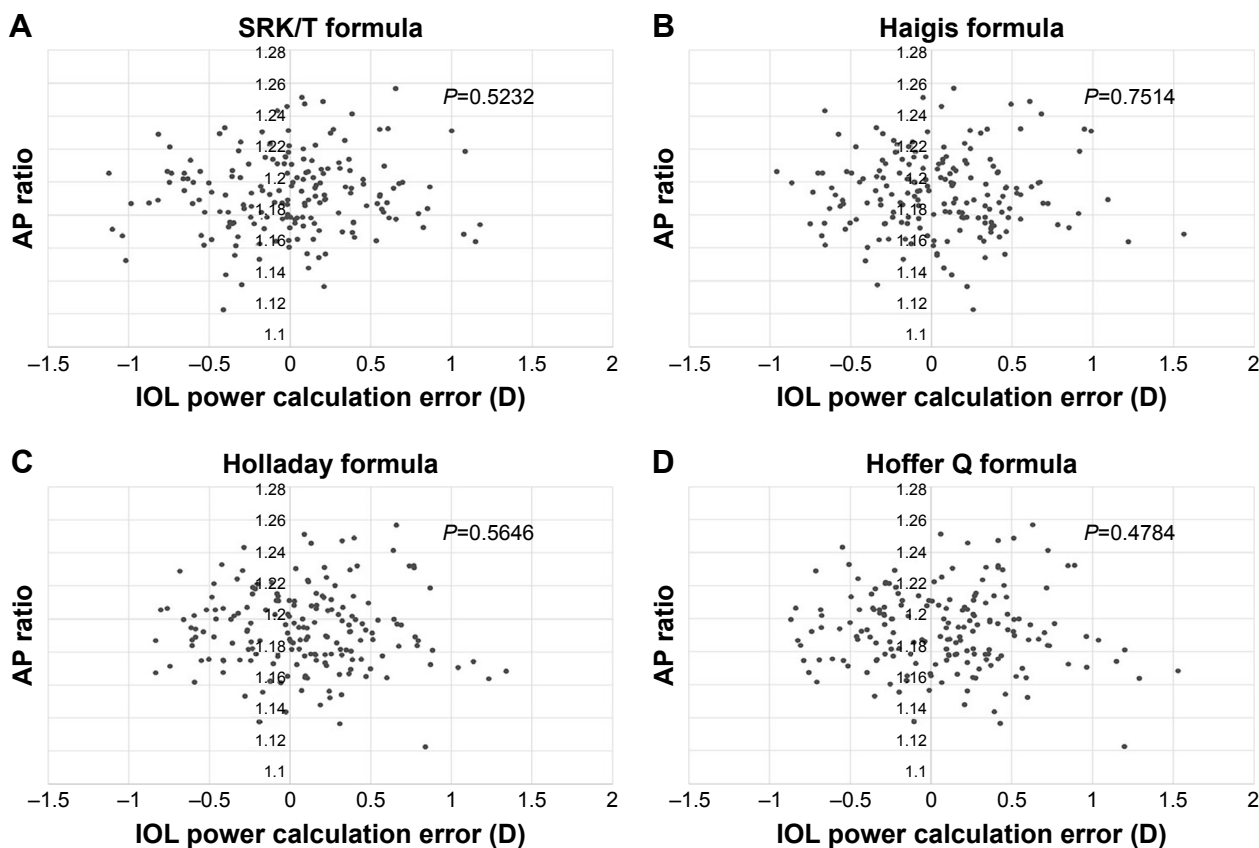 A
SRK/T formula
1.28
1.26
1.24
1.22
1.2
1.18
1.16
1.14
1.12
1.1
P=0.5232
AP ratio
–1.5 –1 –0.5 0 0.5 1 1.5 2
IOL power calculation error (D)
B
Haigis formula
1.28
1.26
1.24
1.22
1.2
1.18
1.16
1.14
1.12
1.1
P=0.7514
AP ratio
–1.5 –1 –0.5 0 0.5 1 1.5 2
IOL power calculation error (D)
C
Holladay formula
1.28
1.26
1.24
1.22
1.2
1.18
1.16
1.14
1.12
1.1
P=0.5646
AP ratio
–1.5 –1 –0.5 0 0.5 1 1.5 2
IOL power calculation error (D)
D
Hoffer Q formula
1.28
1.26
1.24
1.22
1.2
1.18
1.16
1.14
1.12
1.1
P=0.4784
AP ratio
–1.5 –1 –0.5 0 0.5 1 1.5 2
IOL power calculation error (D)